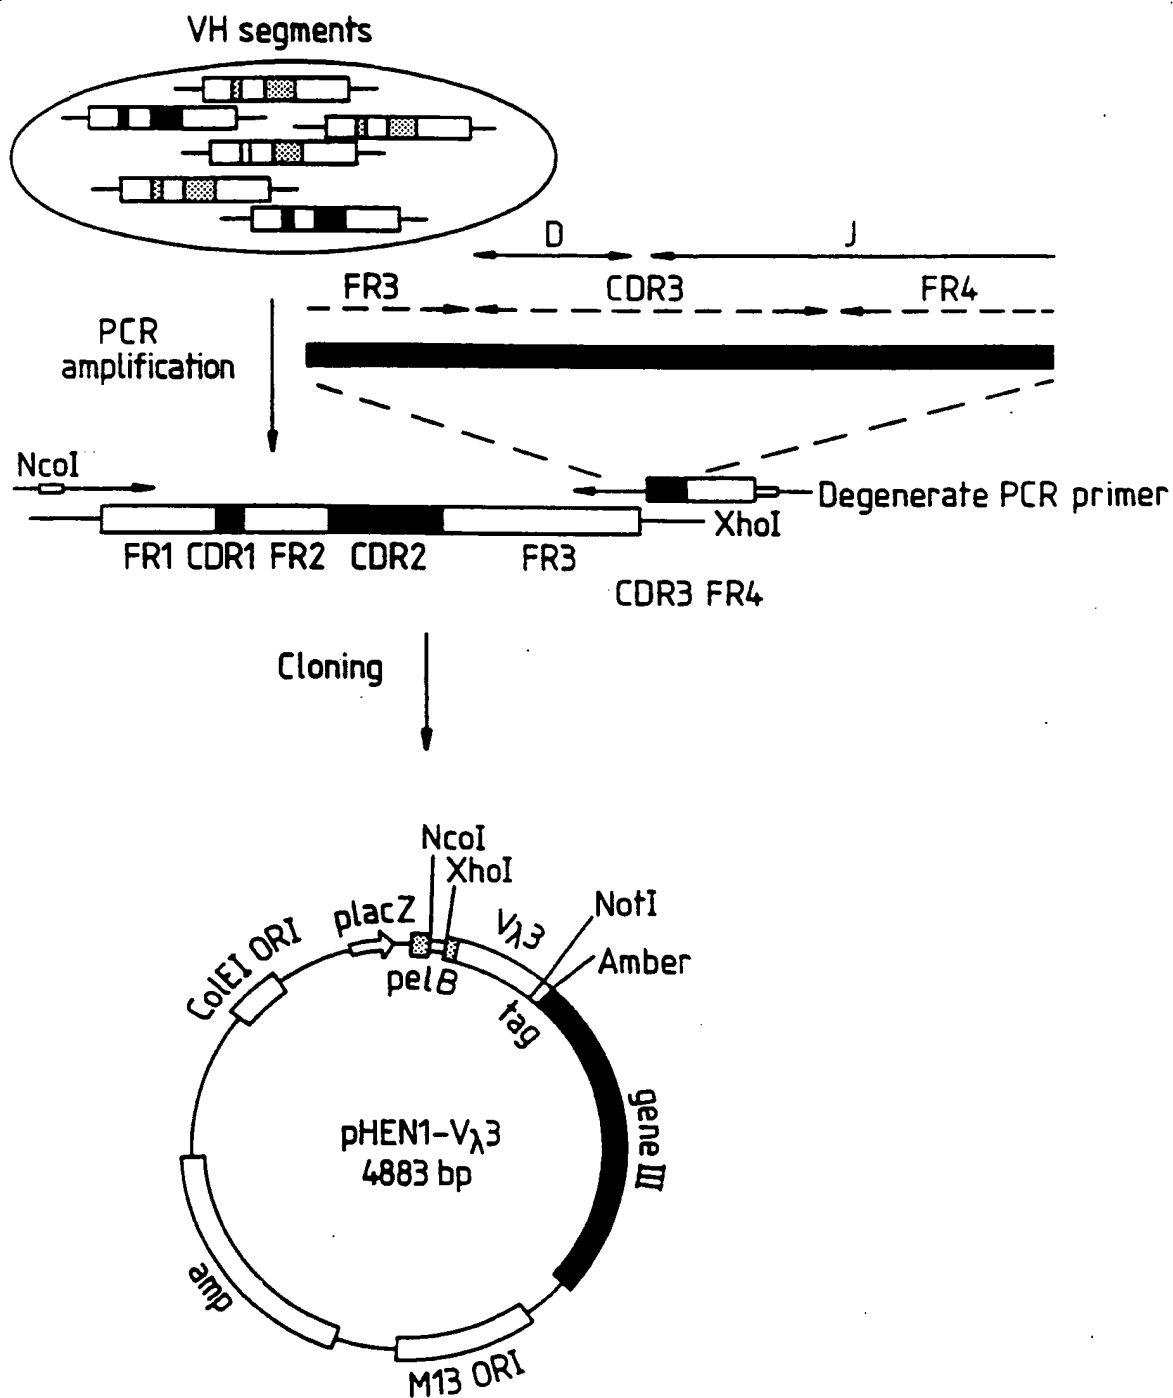 VH segments
D J
FR3 CDR3 FR4
PCR
amplification
NcoI
Degenerate PCR primer
XhoI
FR1 CDR1 FR2 CDR2 FR3
CDR3 FR4
Cloning
NcoI
XhoI
placZ
Vλ3
NotI
Amber
ColEI ORI
pelB
tag
gene III
pHEN1-Vλ3
4883 bp
amp
M13 ORI